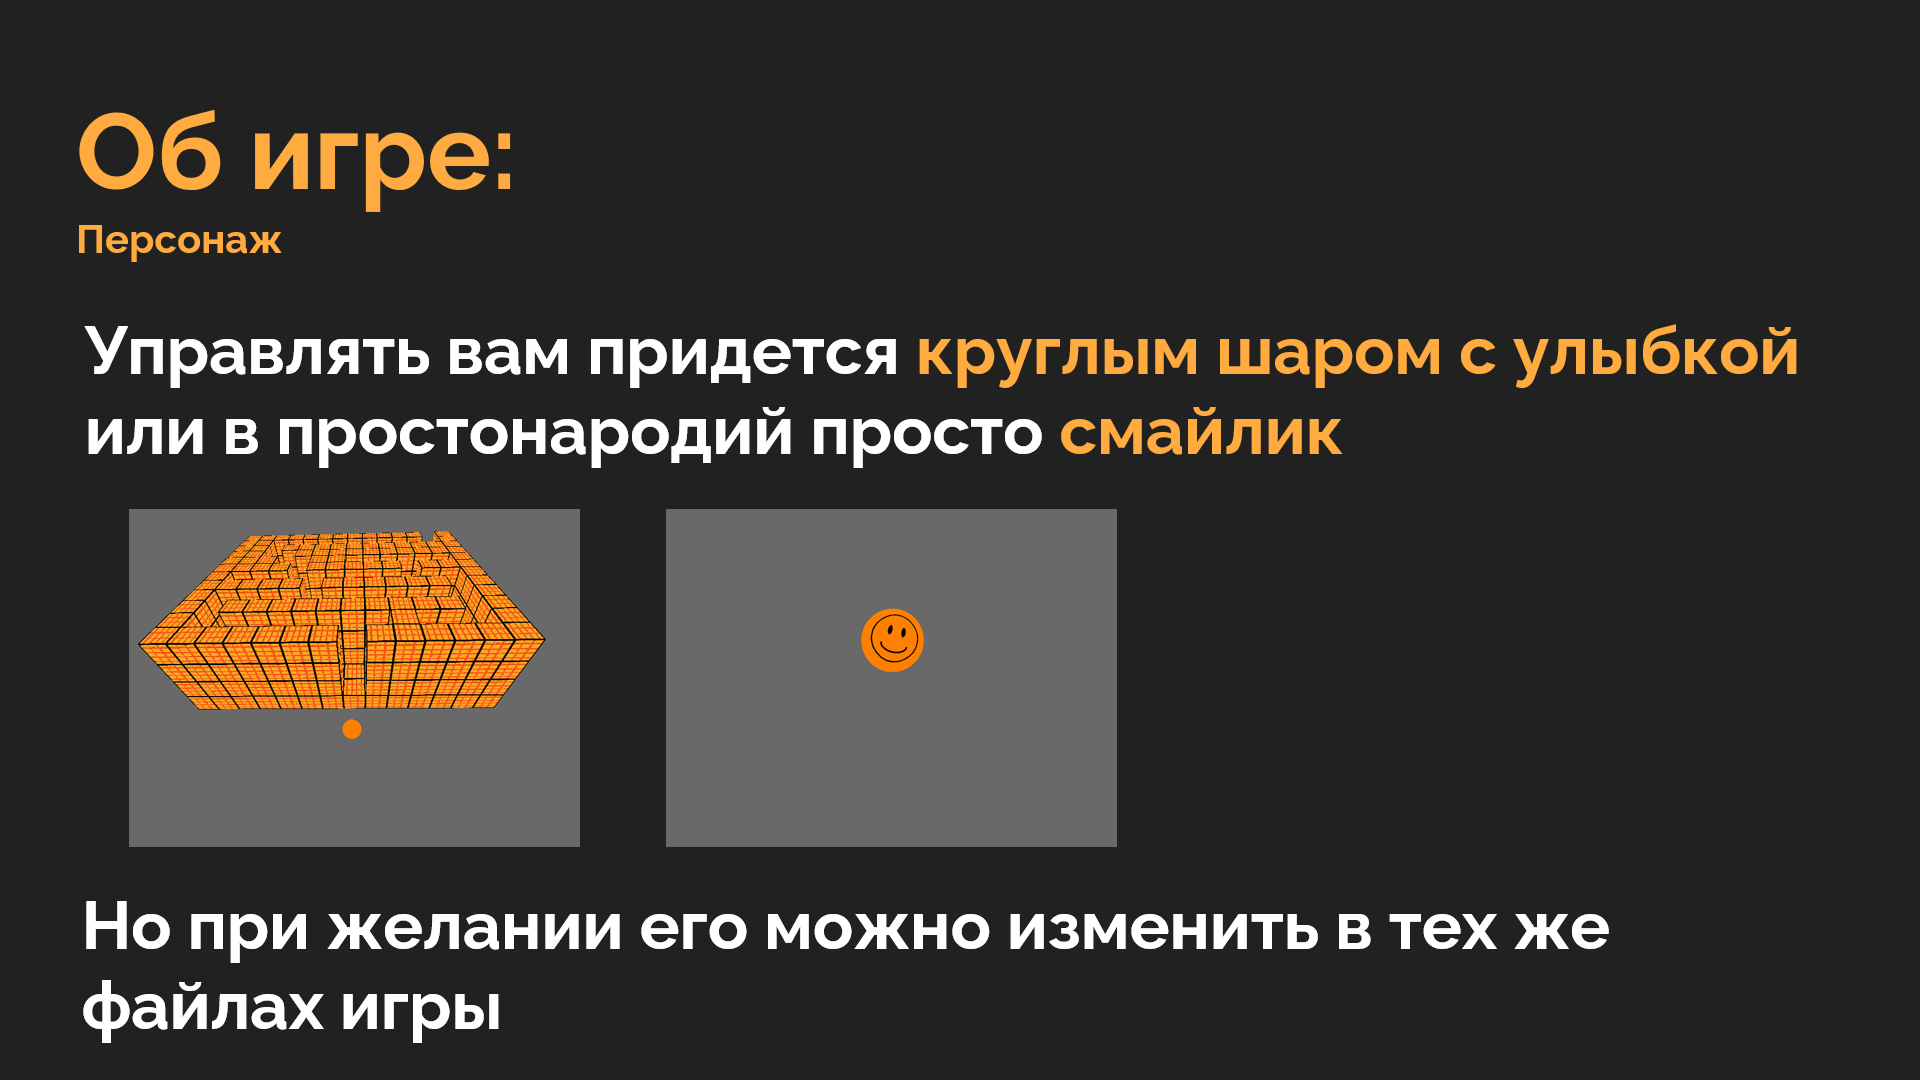 Об игре:
Персонаж
Управлять вам придется круглым шаром с улыбкой
или в простонародий просто смайлик
Но при желании его можно изменить в тех же
файлах игры